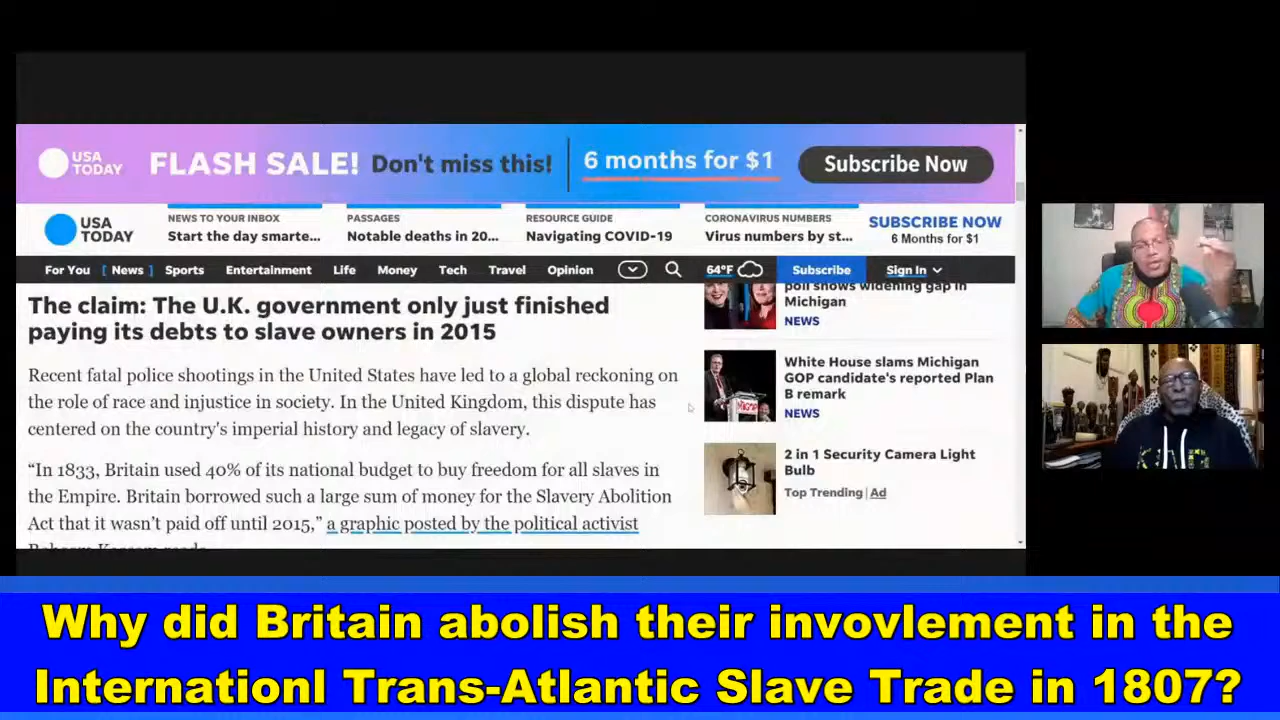 USA
TODAY
FLASH SALE! Don't miss this! 6 months for $1 Subscribe Now
USA
TODAY
NEWS TO YOUR INBOX
Start the day smarte...
PASSAGES
Notable deaths in 20...
RESOURCE GUIDE
Navigating COVID-19
CORONAVIRUS NUMBERS
Virus numbers by st...
SUBSCRIBE NOW
6 Months for $1
For You [ News ] Sports Entertainment Life Money Tech Travel Opinion 64°F Subscribe Sign In
The claim: The U.K. government only just finished
paying its debts to slave owners in 2015
Recent fatal police shootings in the United States have led to a global reckoning on
the role of race and injustice in society. In the United Kingdom, this dispute has
centered on the country's imperial history and legacy of slavery.
“In 1833, Britain used 40% of its national budget to buy freedom for all slaves in
the Empire. Britain borrowed such a large sum of money for the Slavery Abolition
Act that it wasn’t paid off until 2015,” a graphic posted by the political activist
poll shows widening gap in
Michigan
NEWS
White House slams Michigan
GOP candidate's reported Plan
B remark
NEWS
2 in 1 Security Camera Light
Bulb
Top Trending | Ad
Why did Britain abolish their invovlement in the
Internationl Trans-Atlantic Slave Trade in 1807?